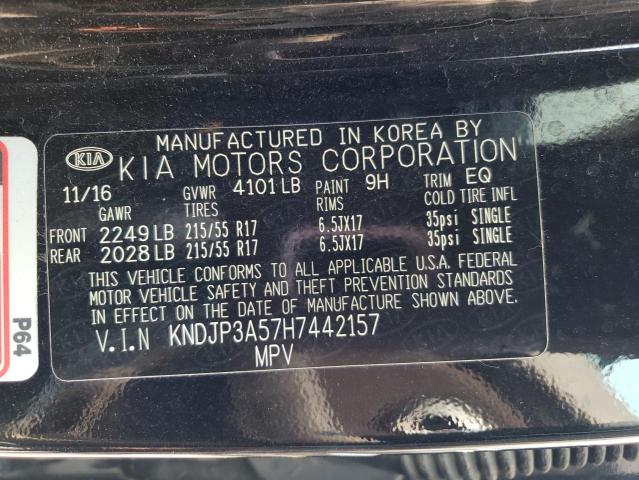 MANUFACTURED IN KOREA BY
KIA KIA MOTORS CORPORATION
11/16 GVWR 4101 LB PAINT 9H TRIM EQ
GAWR TIRES RIMS COLD TIRE INFL
FRONT 2249 LB 215/55 R17 6.5JX17 35psi SINGLE
REAR 2028 LB 215/55 R17 6.5JX17 35psi SINGLE
THIS VEHICLE CONFORMS TO ALL APPLICABLE U.S.A. FEDERAL
MOTOR VEHICLE SAFETY AND THEFT PREVENTION STANDARDS
IN EFFECT ON THE DATE OF MANUFACTURE SHOWN ABOVE.
V.I.N KNDJP3A57H7442157
MPV
P64